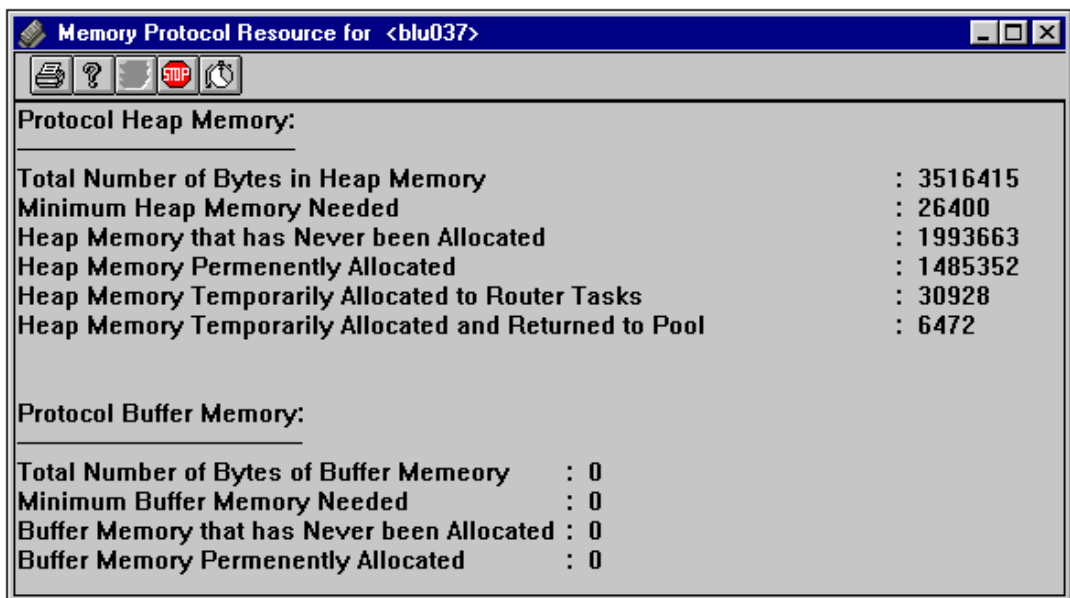 Memory Protocol Resource for <blu037>
? STOP
Protocol Heap Memory:
Total Number of Bytes in Heap Memory : 3516415
Minimum Heap Memory Needed : 26400
Heap Memory that has Never been Allocated : 1993663
Heap Memory Permenently Allocated : 1485352
Heap Memory Temporarily Allocated to Router Tasks : 30928
Heap Memory Temporarily Allocated and Returned to Pool : 6472
Protocol Buffer Memory:
Total Number of Bytes of Buffer Memeory : 0
Minimum Buffer Memory Needed : 0
Buffer Memory that has Never been Allocated : 0
Buffer Memory Permenently Allocated : 0